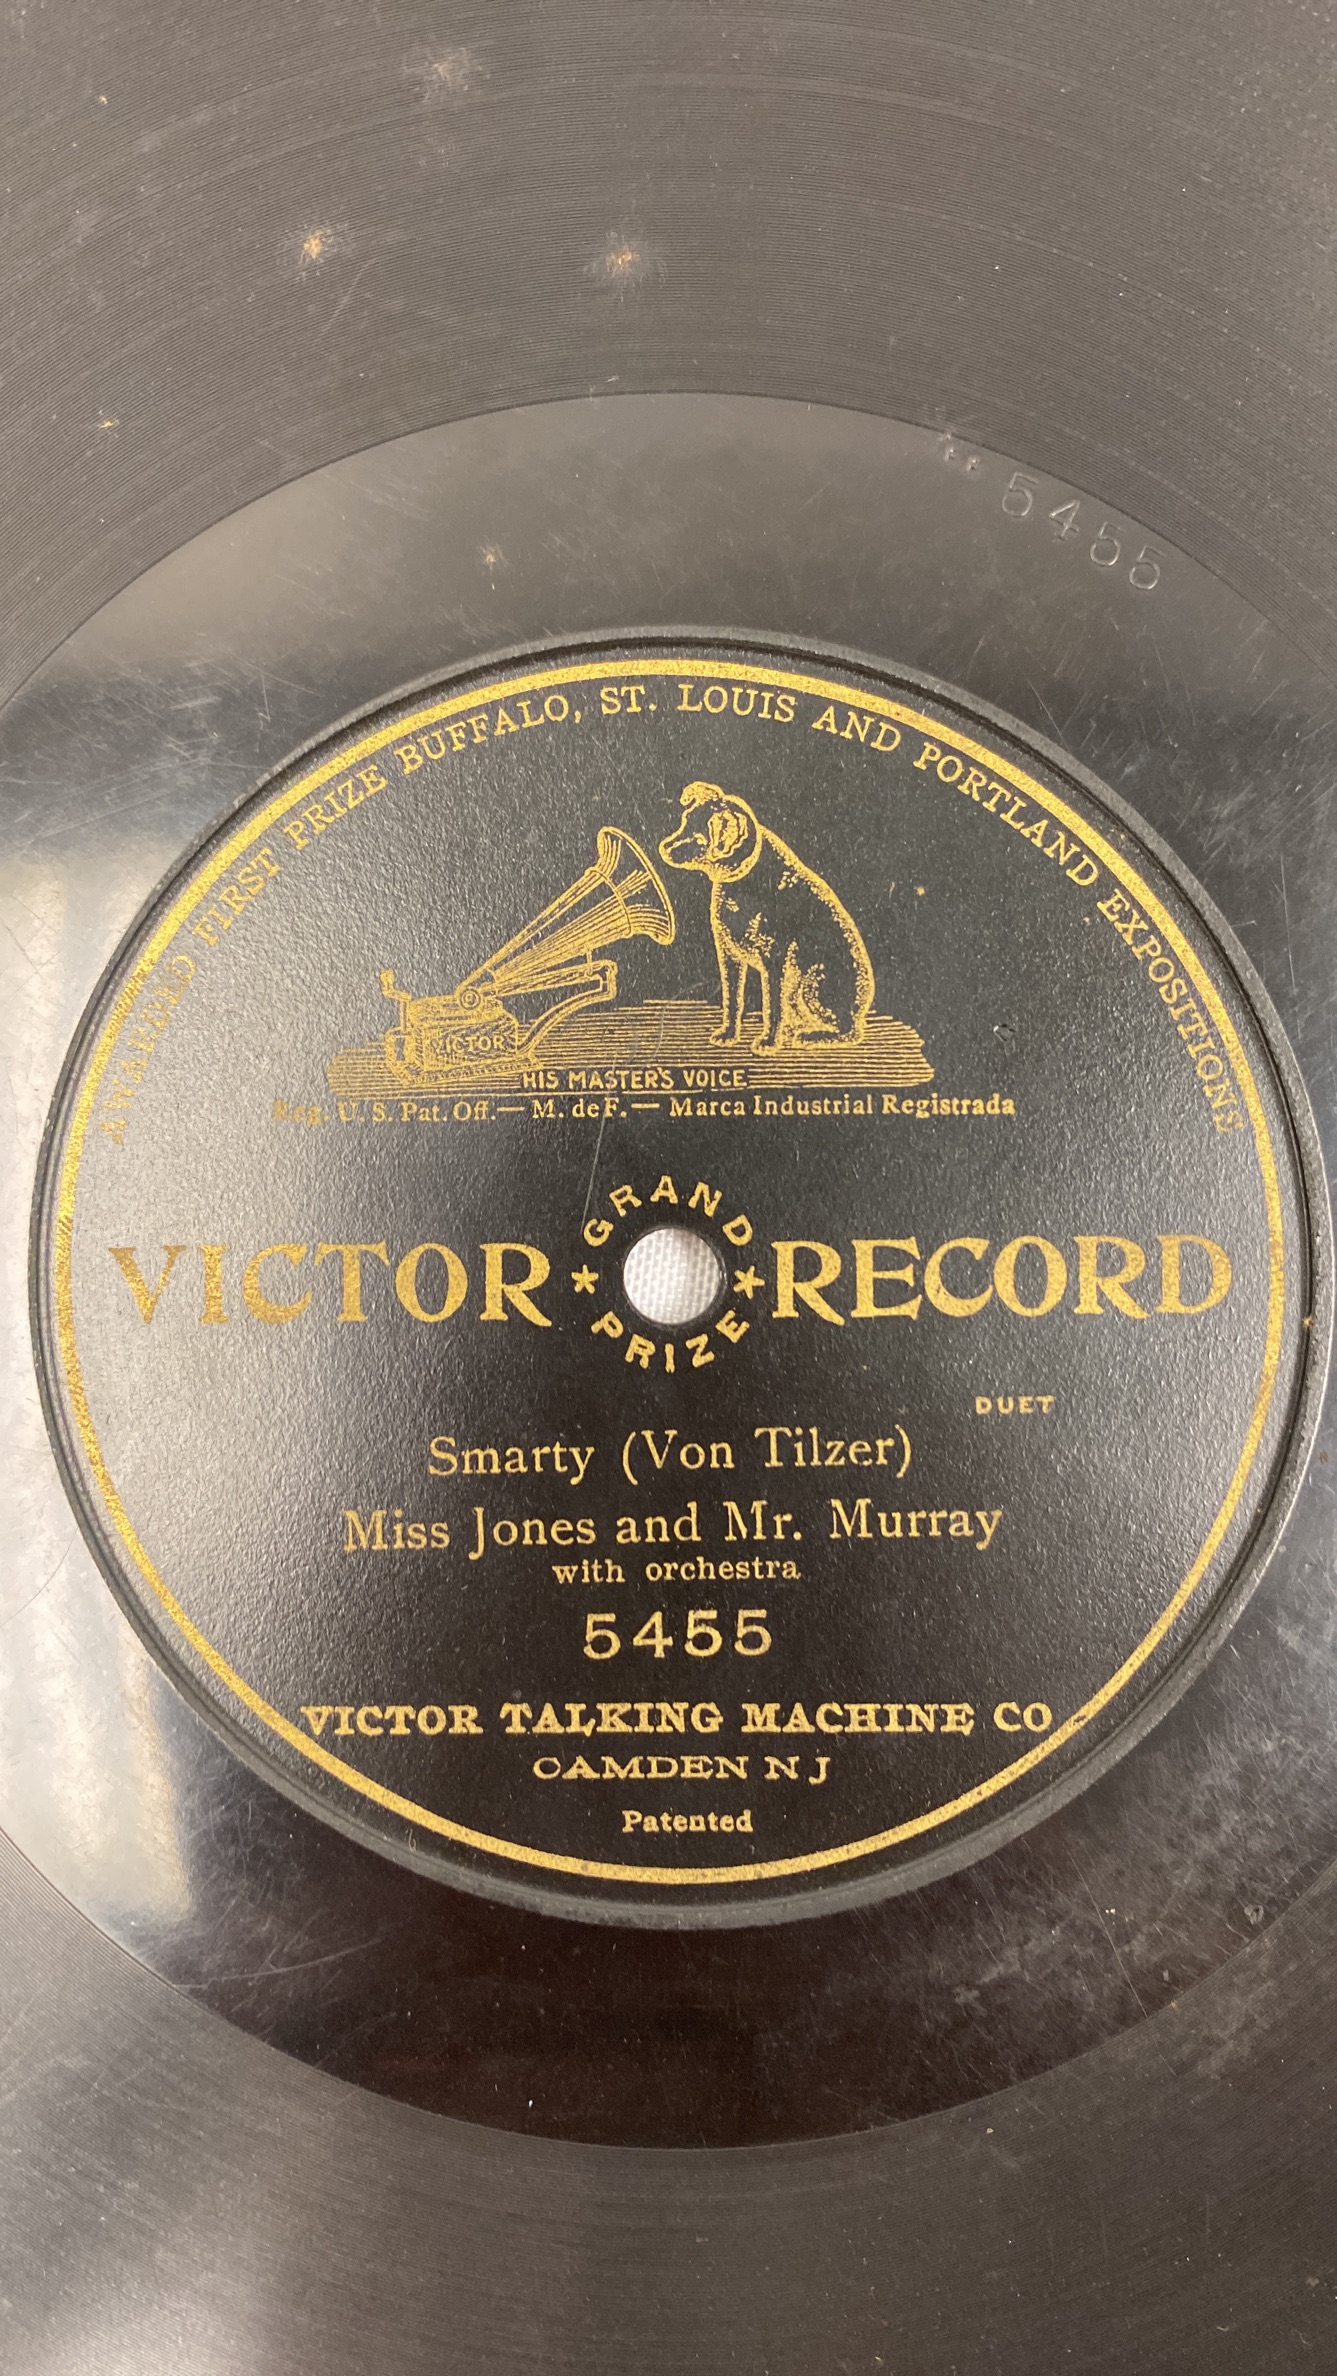 5455
AWARDED FIRST PRIZE BUFFALO, ST. LOUIS AND PORTLAND EXPOSITIONS
VICTOR
HIS MASTER'S VOICE
Reg. U. S. Pat. Off.— M. de F.— Marca Industrial Registrada
GRAND PRIZE
VICTOR RECORD
DUET
Smarty (Von Tilzer)
Miss Jones and Mr. Murray
with orchestra
5455
VICTOR TALKING MACHINE CO
CAMDEN N J
Patented